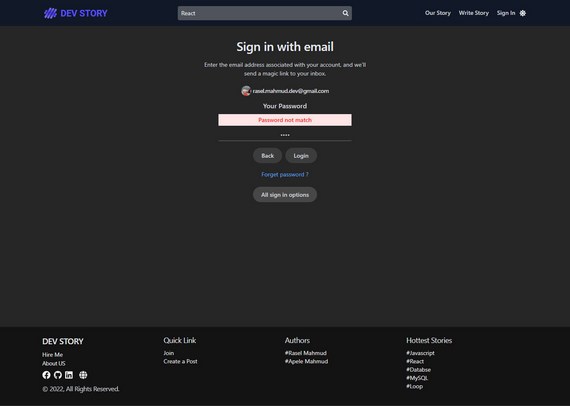 DEV STORY
React
Our Story
Write Story
Sign In
Sign in with email
Enter the email address associated with your account, and we'll
send a magic link to your inbox.
rasel.mahmud.dev@gmail.com
Your Password
Password not match
••••
Back
Login
Forget password ?
All sign in options
DEV STORY
Hire Me
About US
© 2022, All Rights Reserved.
Quick Link
Join
Create a Post
Authors
#Rasel Mahmud
#Apele Mahmud
Hottest Stories
#Javascript
#React
#Databse
#MySQL
#Loop